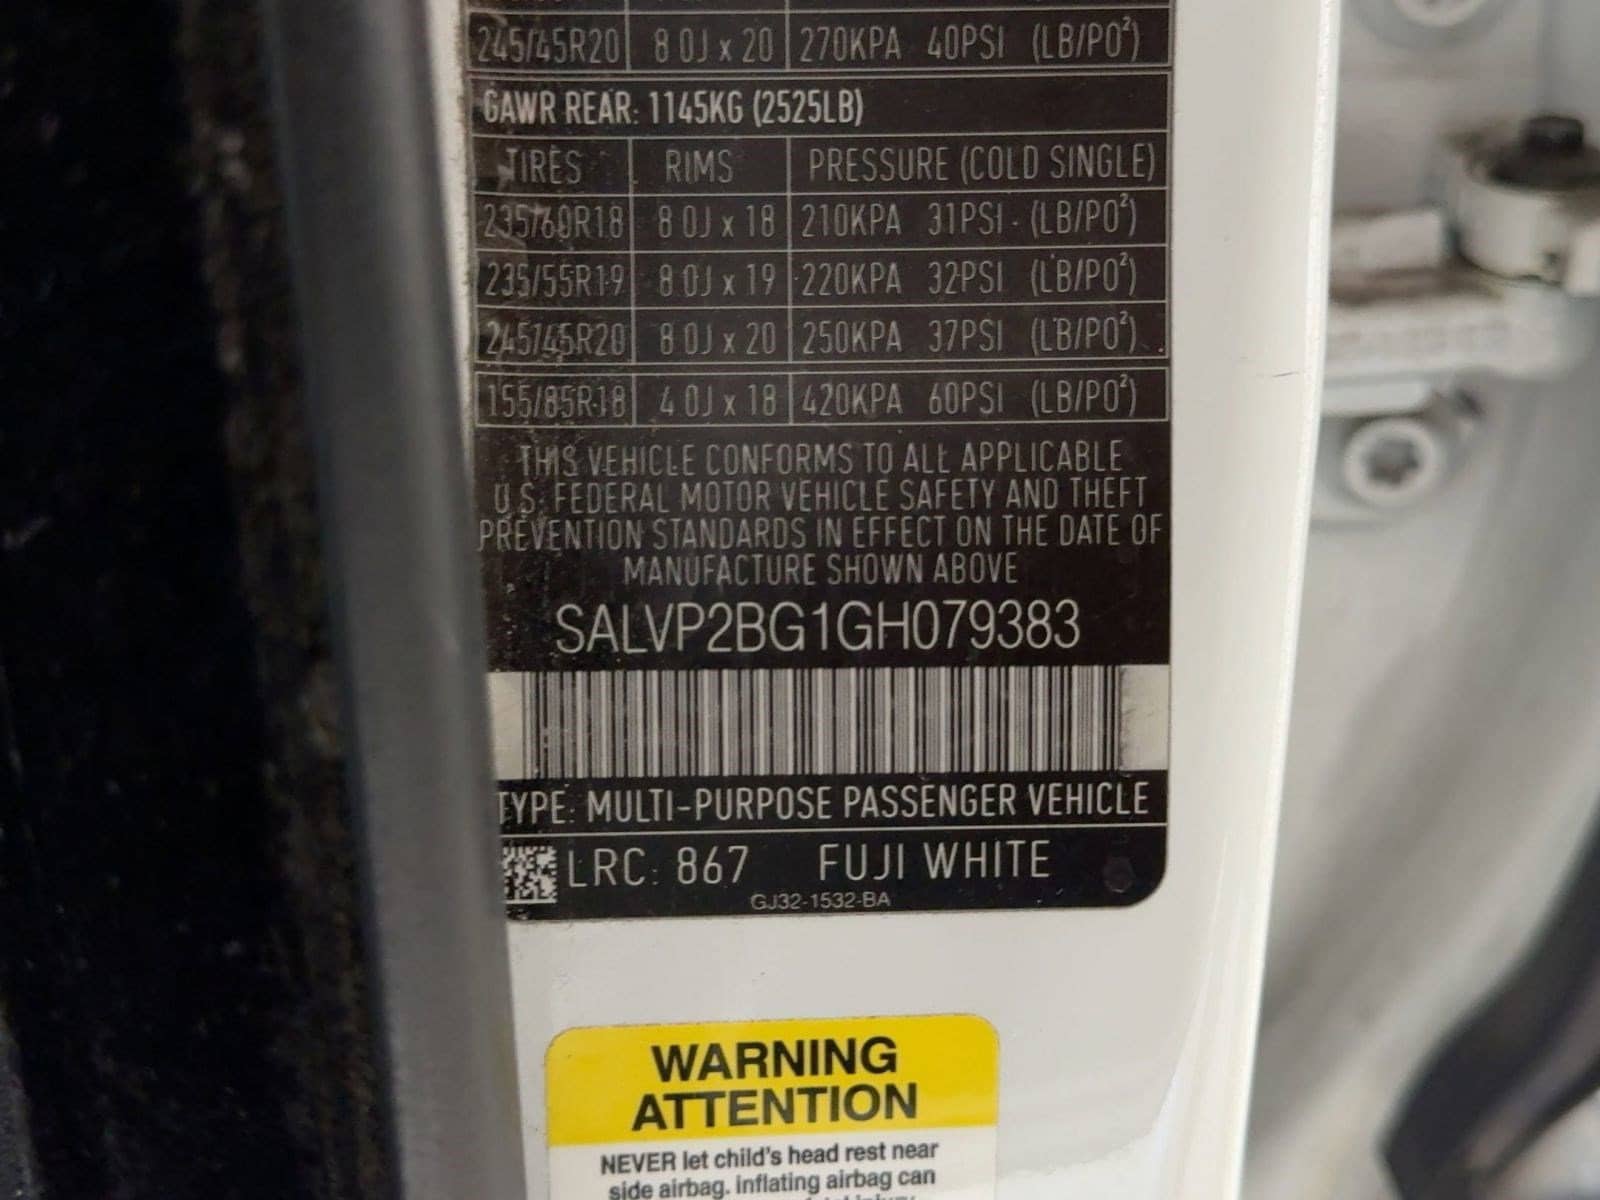 245/45R20 8.0J x 20 270KPA 40PSI (LB/PO²)
GAWR REAR: 1145KG (2525LB)
TIRES RIMS PRESSURE (COLD SINGLE)
235/60R18 8.0J x 18 210KPA 31PSI (LB/PO²)
235/55R19 8.0J x 19 220KPA 32PSI (LB/PO²)
245/45R20 8.0J x 20 250KPA 37PSI (LB/PO²)
155/85R18 4.0J x 18 420KPA 60PSI (LB/PO²)
THIS VEHICLE CONFORMS TO ALL APPLICABLE
U.S. FEDERAL MOTOR VEHICLE SAFETY AND THEFT
PREVENTION STANDARDS IN EFFECT ON THE DATE OF
MANUFACTURE SHOWN ABOVE
SALVP2BG1GH079383
TYPE: MULTI-PURPOSE PASSENGER VEHICLE
LRC: 867 FUJI WHITE
GJ32-1532-BA
WARNING
ATTENTION
NEVER let child's head rest near
side airbag. Inflating airbag can